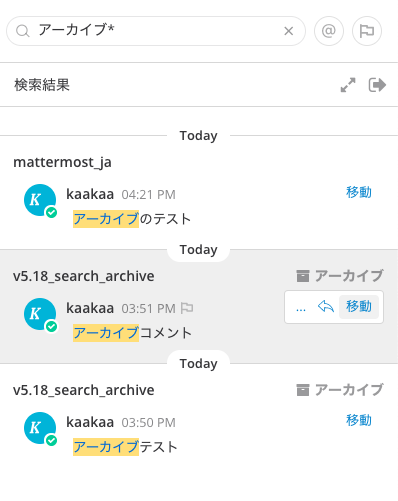 アーカイブ*
@
検索結果
Today
mattermost_ja
K kaakaa 04:21 PM 移動
アーカイブのテスト
Today
v5.18_search_archive アーカイブ
K kaakaa 03:51 PM ... 移動
アーカイブコメント
Today
v5.18_search_archive アーカイブ
K kaakaa 03:50 PM 移動
アーカイブテスト